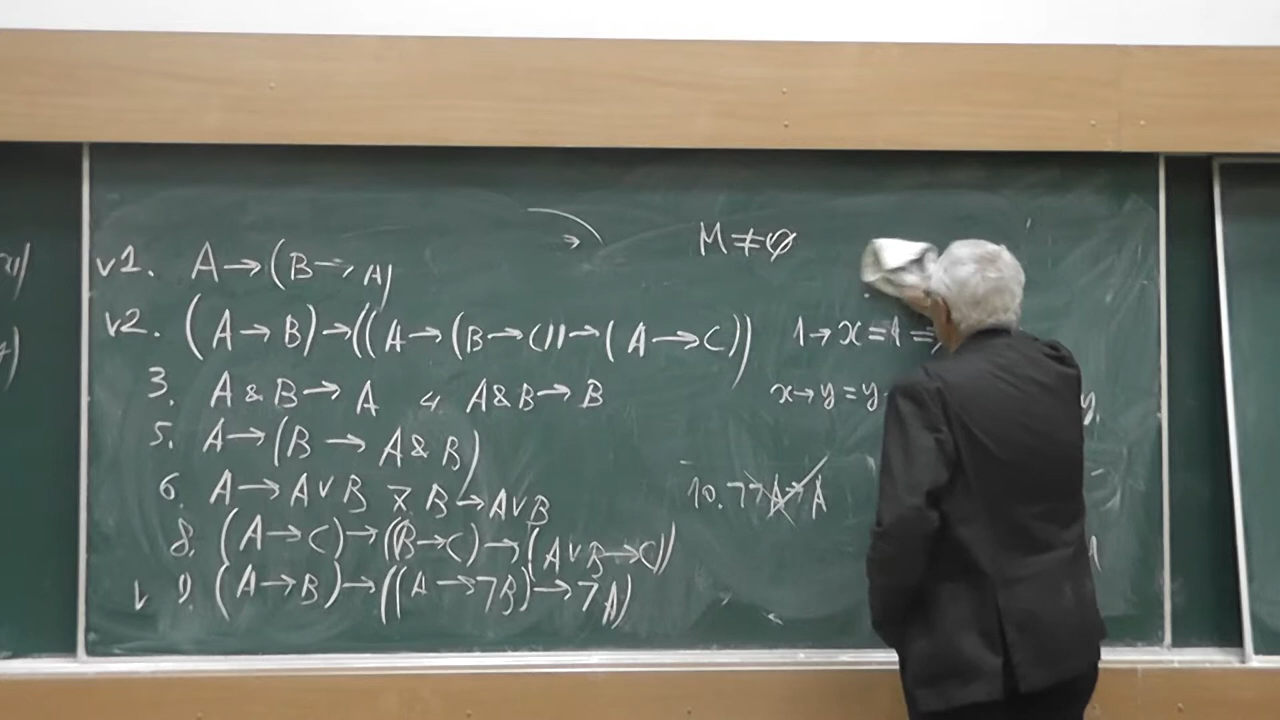 M≠∅
v1. A→(B→A)
v2. (A→B)→((A→(B→C))→(A→C))
1→x=1=
3. A&B→A 4 A&B→B
x→y=y
y.
5. A→(B→A&B)
6. A→A∨B 7. B→A∨B
10. ¬¬A→A
8. (A→C)→((B→C)→(A∨B→C))
v 9. (A→B)→((A→¬B)→¬A)